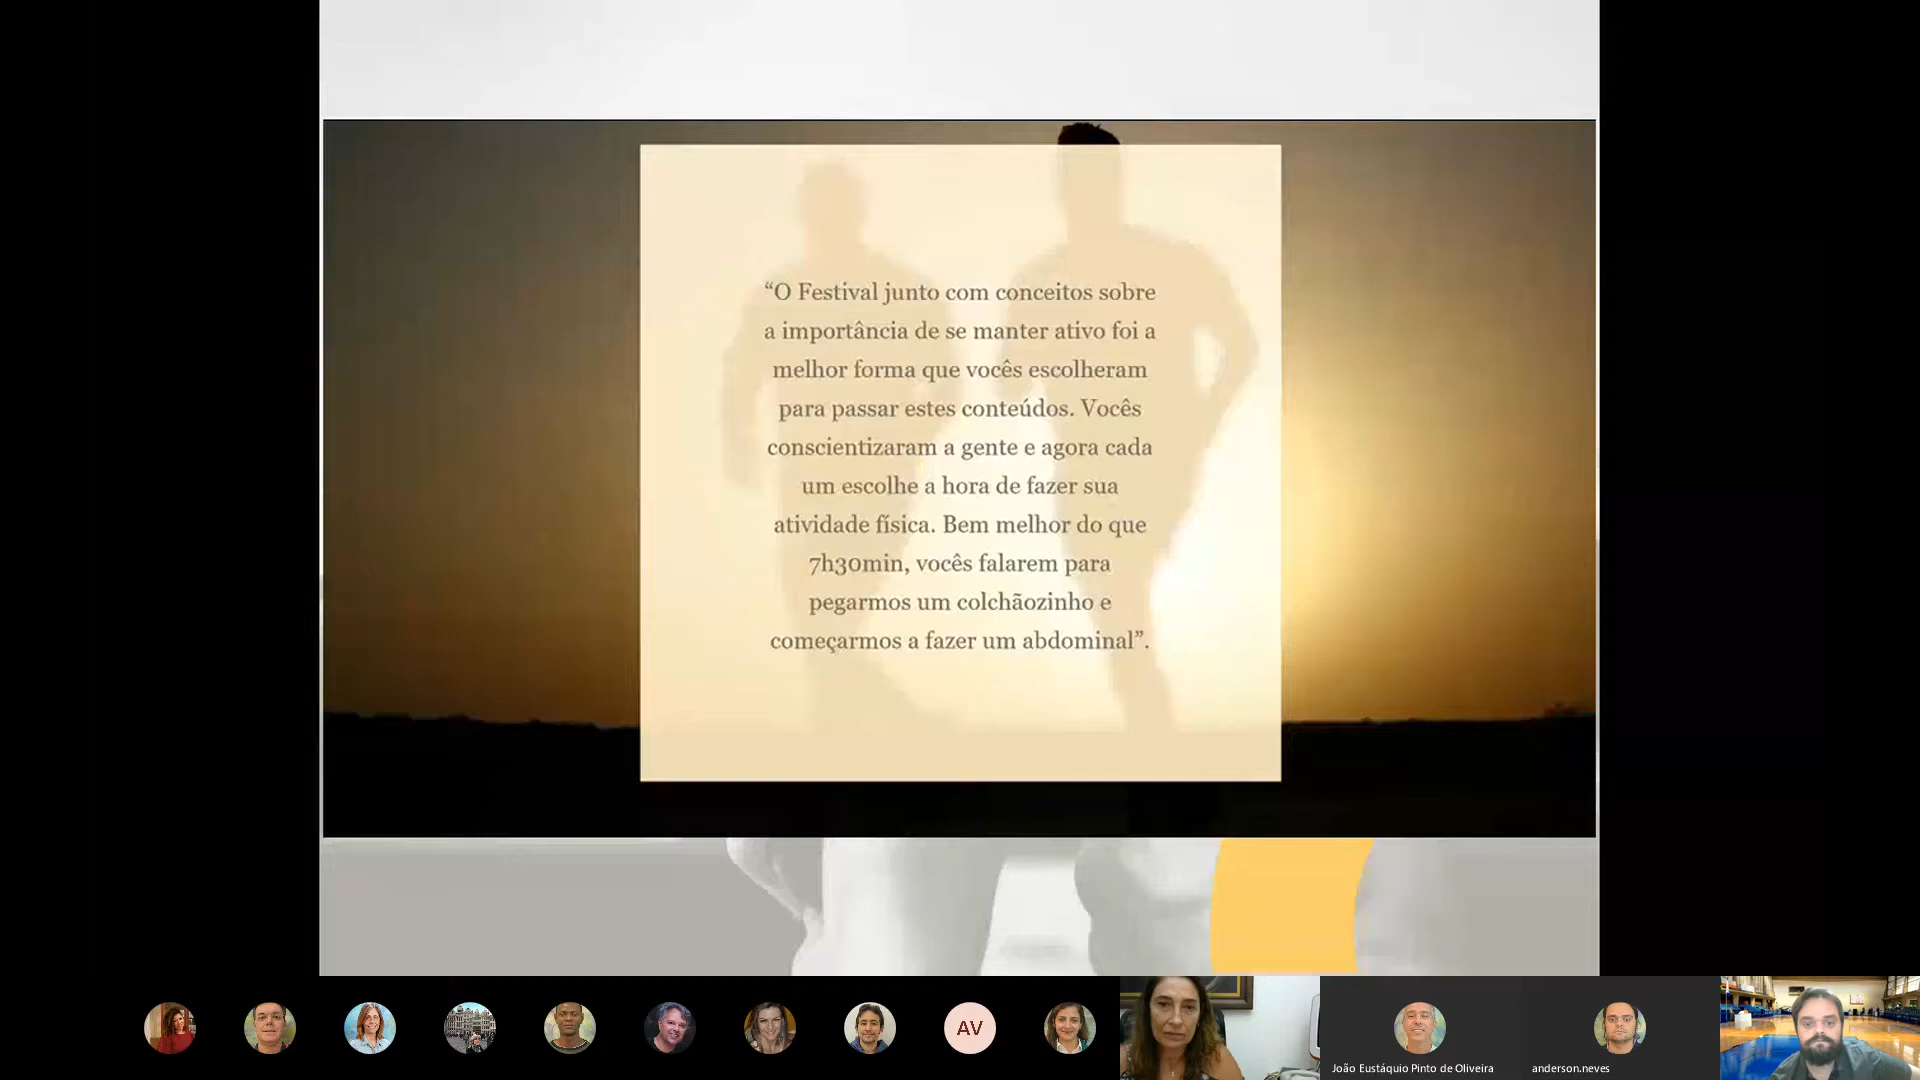 “O Festival junto com conceitos sobre
a importância de se manter ativo foi a
melhor forma que vocês escolheram
para passar estes conteúdos. Vocês
conscientizaram a gente e agora cada
um escolhe a hora de fazer sua
atividade física. Bem melhor do que
7h30min, vocês falarem para
pegarmos um colchãozinho e
começarmos a fazer um abdominal”.
AV
João Eustáquio Pinto de Oliveira
anderson.neves